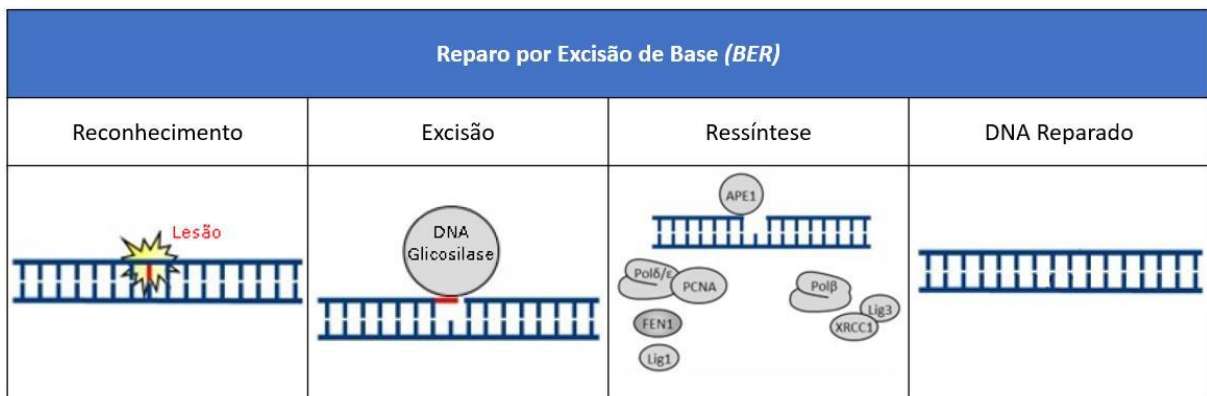 Reparo por Excisão de Base (BER)
Reconhecimento
Excisão
Ressíntese
DNA Reparado
Lesão
DNA
Glicosilase
APE1
Polδ/ε
PCNA
FEN1
Lig1
Polβ
Lig3
XRCC1